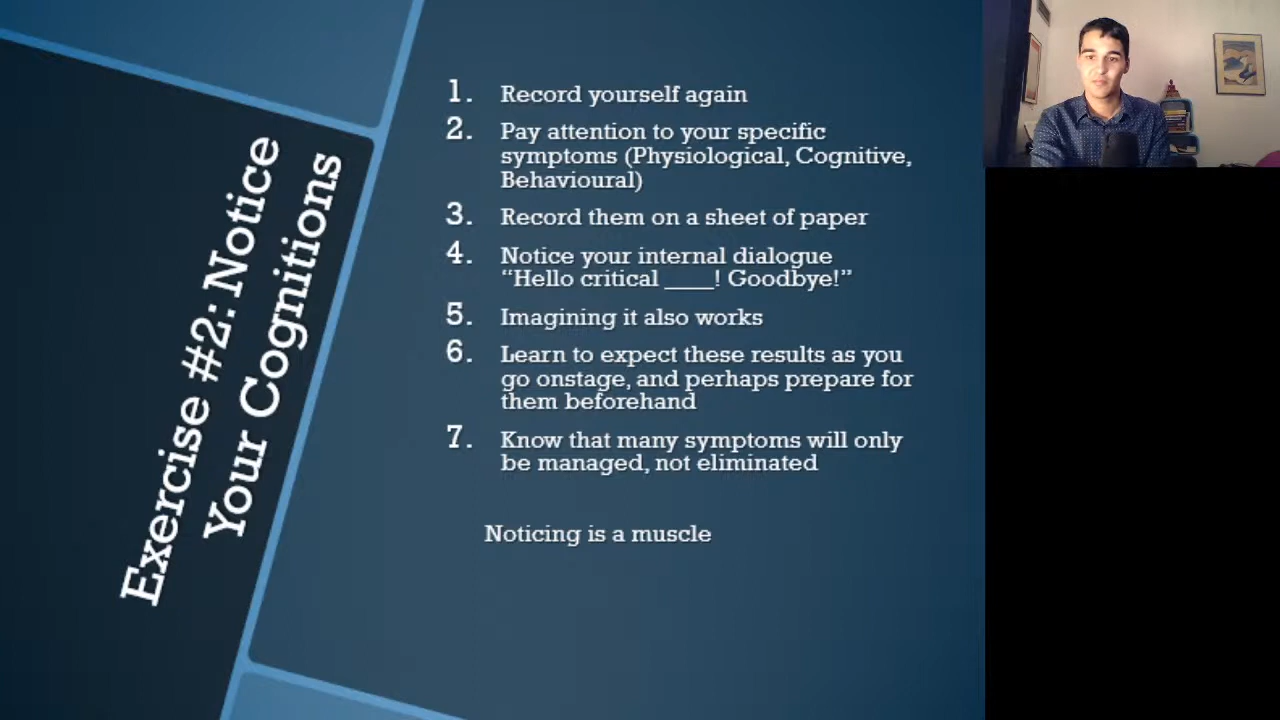 Exercise #2: Notice
Your Cognitions
1. Record yourself again
2. Pay attention to your specific
symptoms (Physiological, Cognitive,
Behavioural)
3. Record them on a sheet of paper
4. Notice your internal dialogue
“Hello critical ____! Goodbye!”
5. Imagining it also works
6. Learn to expect these results as you
go onstage, and perhaps prepare for
them beforehand
7. Know that many symptoms will only
be managed, not eliminated
Noticing is a muscle